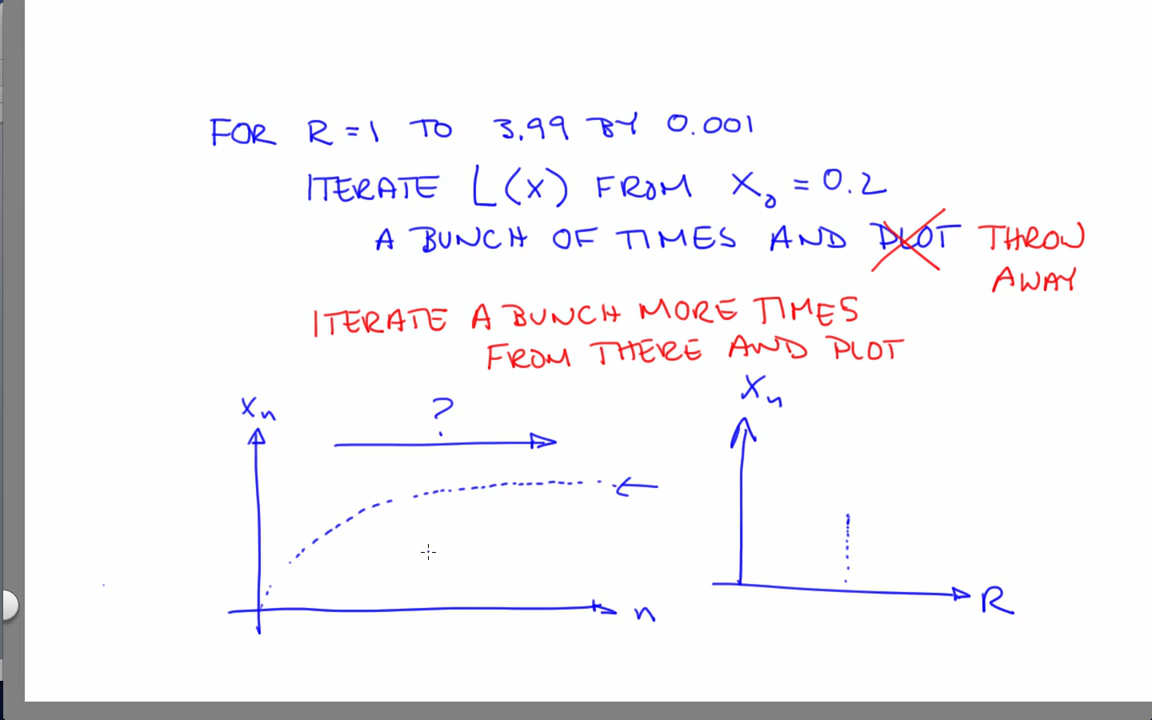 FOR R = 1 TO 3.99 BY 0.001
ITERATE L(x) FROM X₀ = 0.2
A BUNCH OF TIMES AND PLOT THROW
AWAY
ITERATE A BUNCH MORE TIMES
FROM THERE AND PLOT
Xₙ
?
Xₙ
n
R